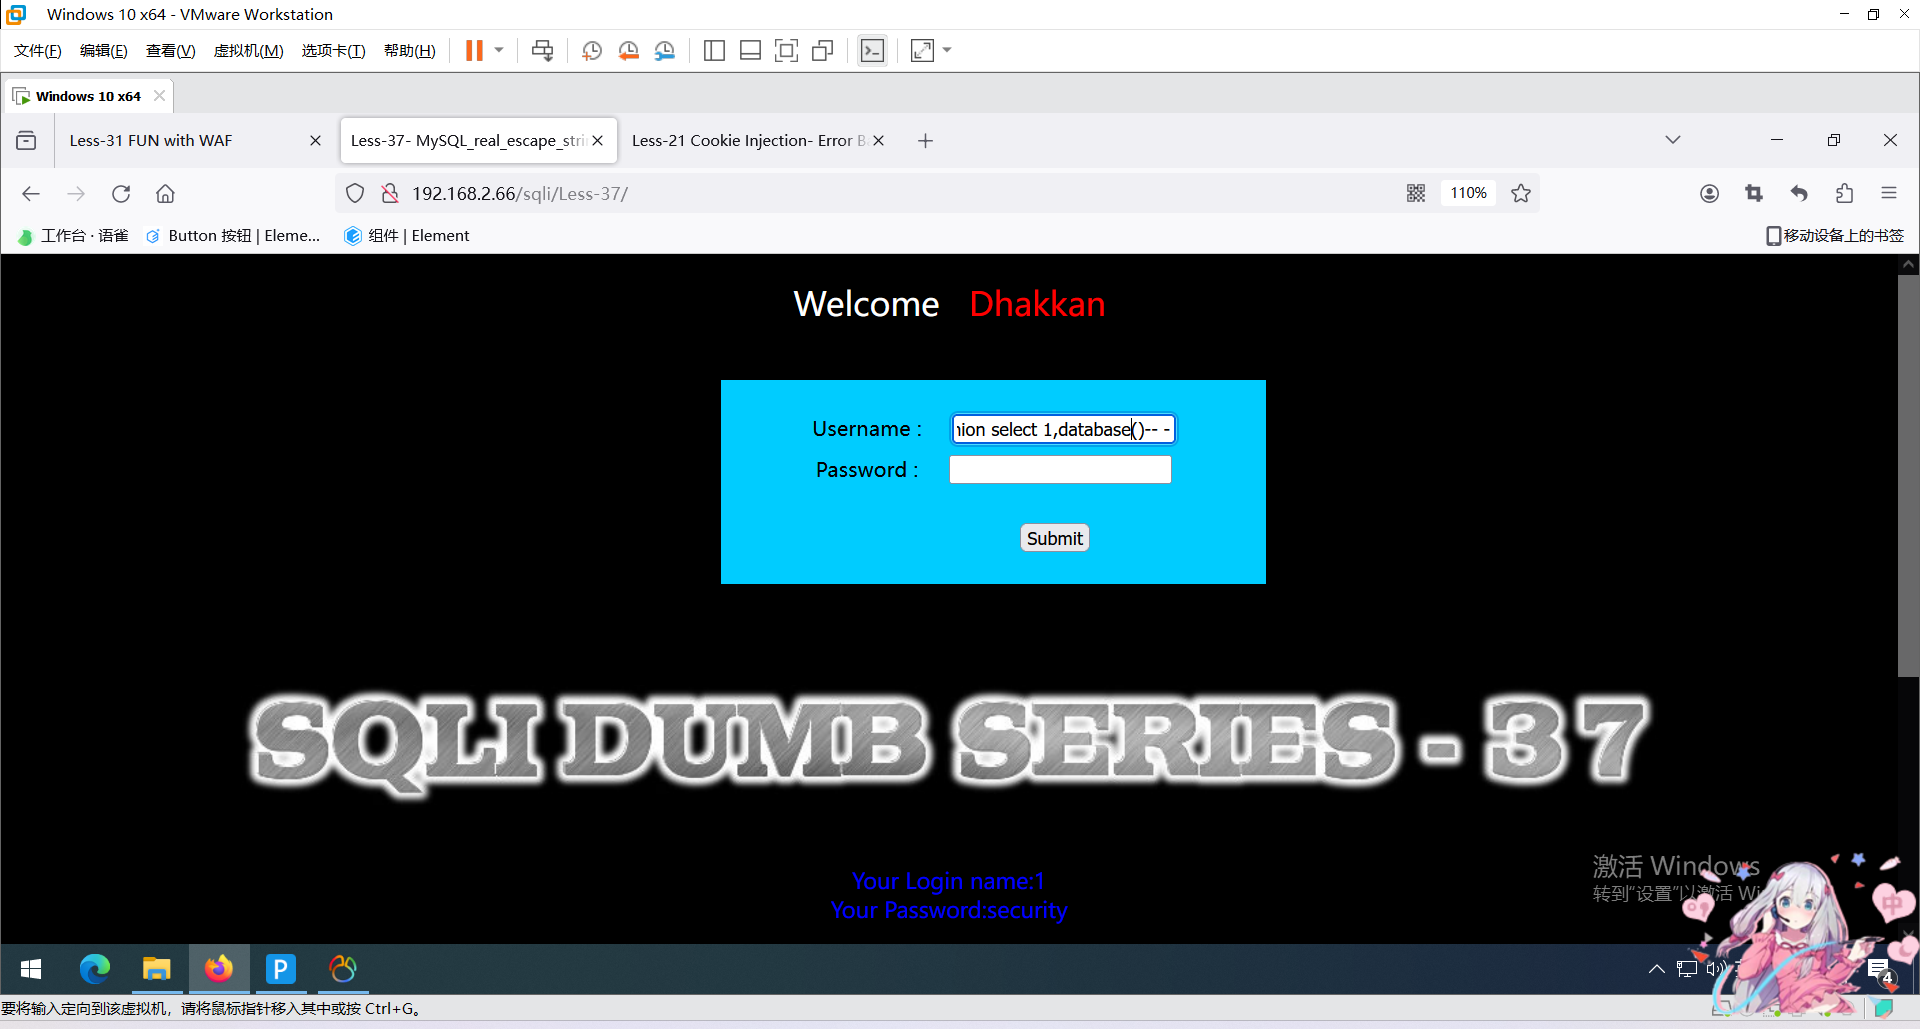 Windows 10 x64 - VMware Workstation
文件(F) 编辑(E) 查看(V) 虚拟机(M) 选项卡(T) 帮助(H)
Windows 10 x64
Less-31 FUN with WAF
Less-37- MySQL_real_escape_stri
Less-21 Cookie Injection- Error B
192.168.2.66/sqli/Less-37/
110%
工作台 · 语雀
Button 按钮 | Eleme...
组件 | Element
移动设备上的书签
Welcome Dhakkan
Username : nion select 1,database()-- -
Password :
Submit
SQLI DUMB SERIES - 37
Your Login name:1
Your Password:security
激活 Windows
转到"设置"以激活 Wi
中
P
4
要将输入定向到该虚拟机，请将鼠标指针移入其中或按 Ctrl+G。